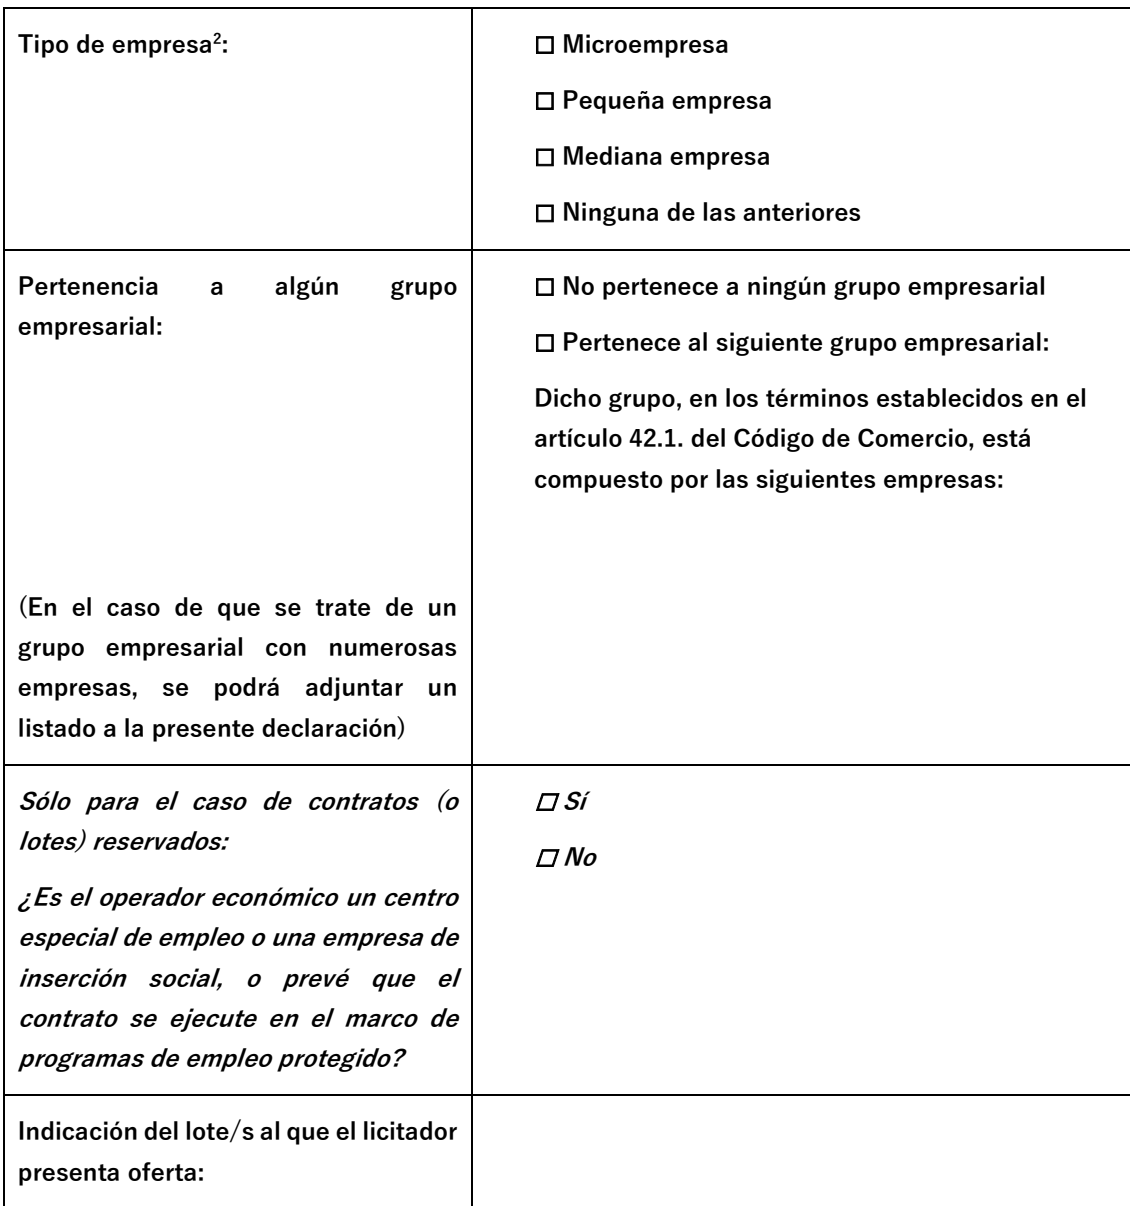 Tipo de empresa²:
☐ Microempresa
☐ Pequeña empresa
☐ Mediana empresa
☐ Ninguna de las anteriores
Pertenencia a algún grupo
empresarial:
(En el caso de que se trate de un
grupo empresarial con numerosas
empresas, se podrá adjuntar un
listado a la presente declaración)
☐ No pertenece a ningún grupo empresarial
☐ Pertenece al siguiente grupo empresarial:
Dicho grupo, en los términos establecidos en el
artículo 42.1. del Código de Comercio, está
compuesto por las siguientes empresas:
Sólo para el caso de contratos (o
lotes) reservados:
¿Es el operador económico un centro
especial de empleo o una empresa de
inserción social, o prevé que el
contrato se ejecute en el marco de
programas de empleo protegido?
☐ Sí
☐ No
Indicación del lote/s al que el licitador
presenta oferta: